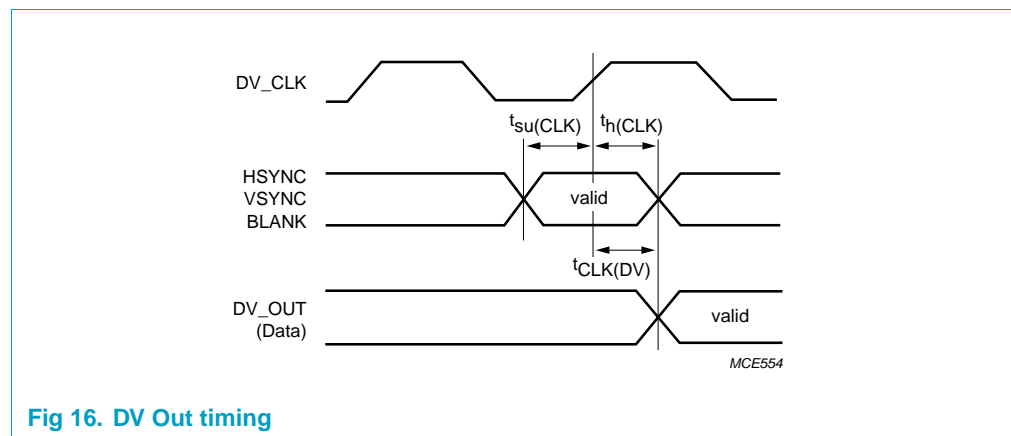 DV_CLK
tsu(CLK) th(CLK)
HSYNC
VSYNC
BLANK
valid
tCLK(DV)
DV_OUT
(Data)
valid
MCE554
Fig 16. DV Out timing